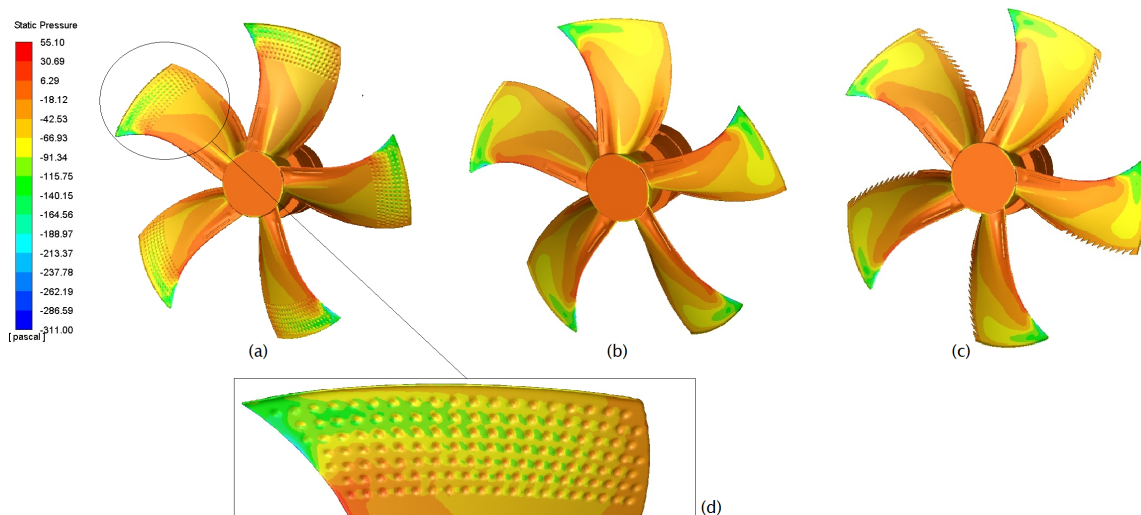 Static Pressure
55.10
30.69
6.29
-18.12
-42.53
-66.93
-91.34
-115.75
-140.15
-164.56
-188.97
-213.37
-237.78
-262.19
-286.59
-311.00
[ pascal ]
(a)
(b)
(c)
(d)